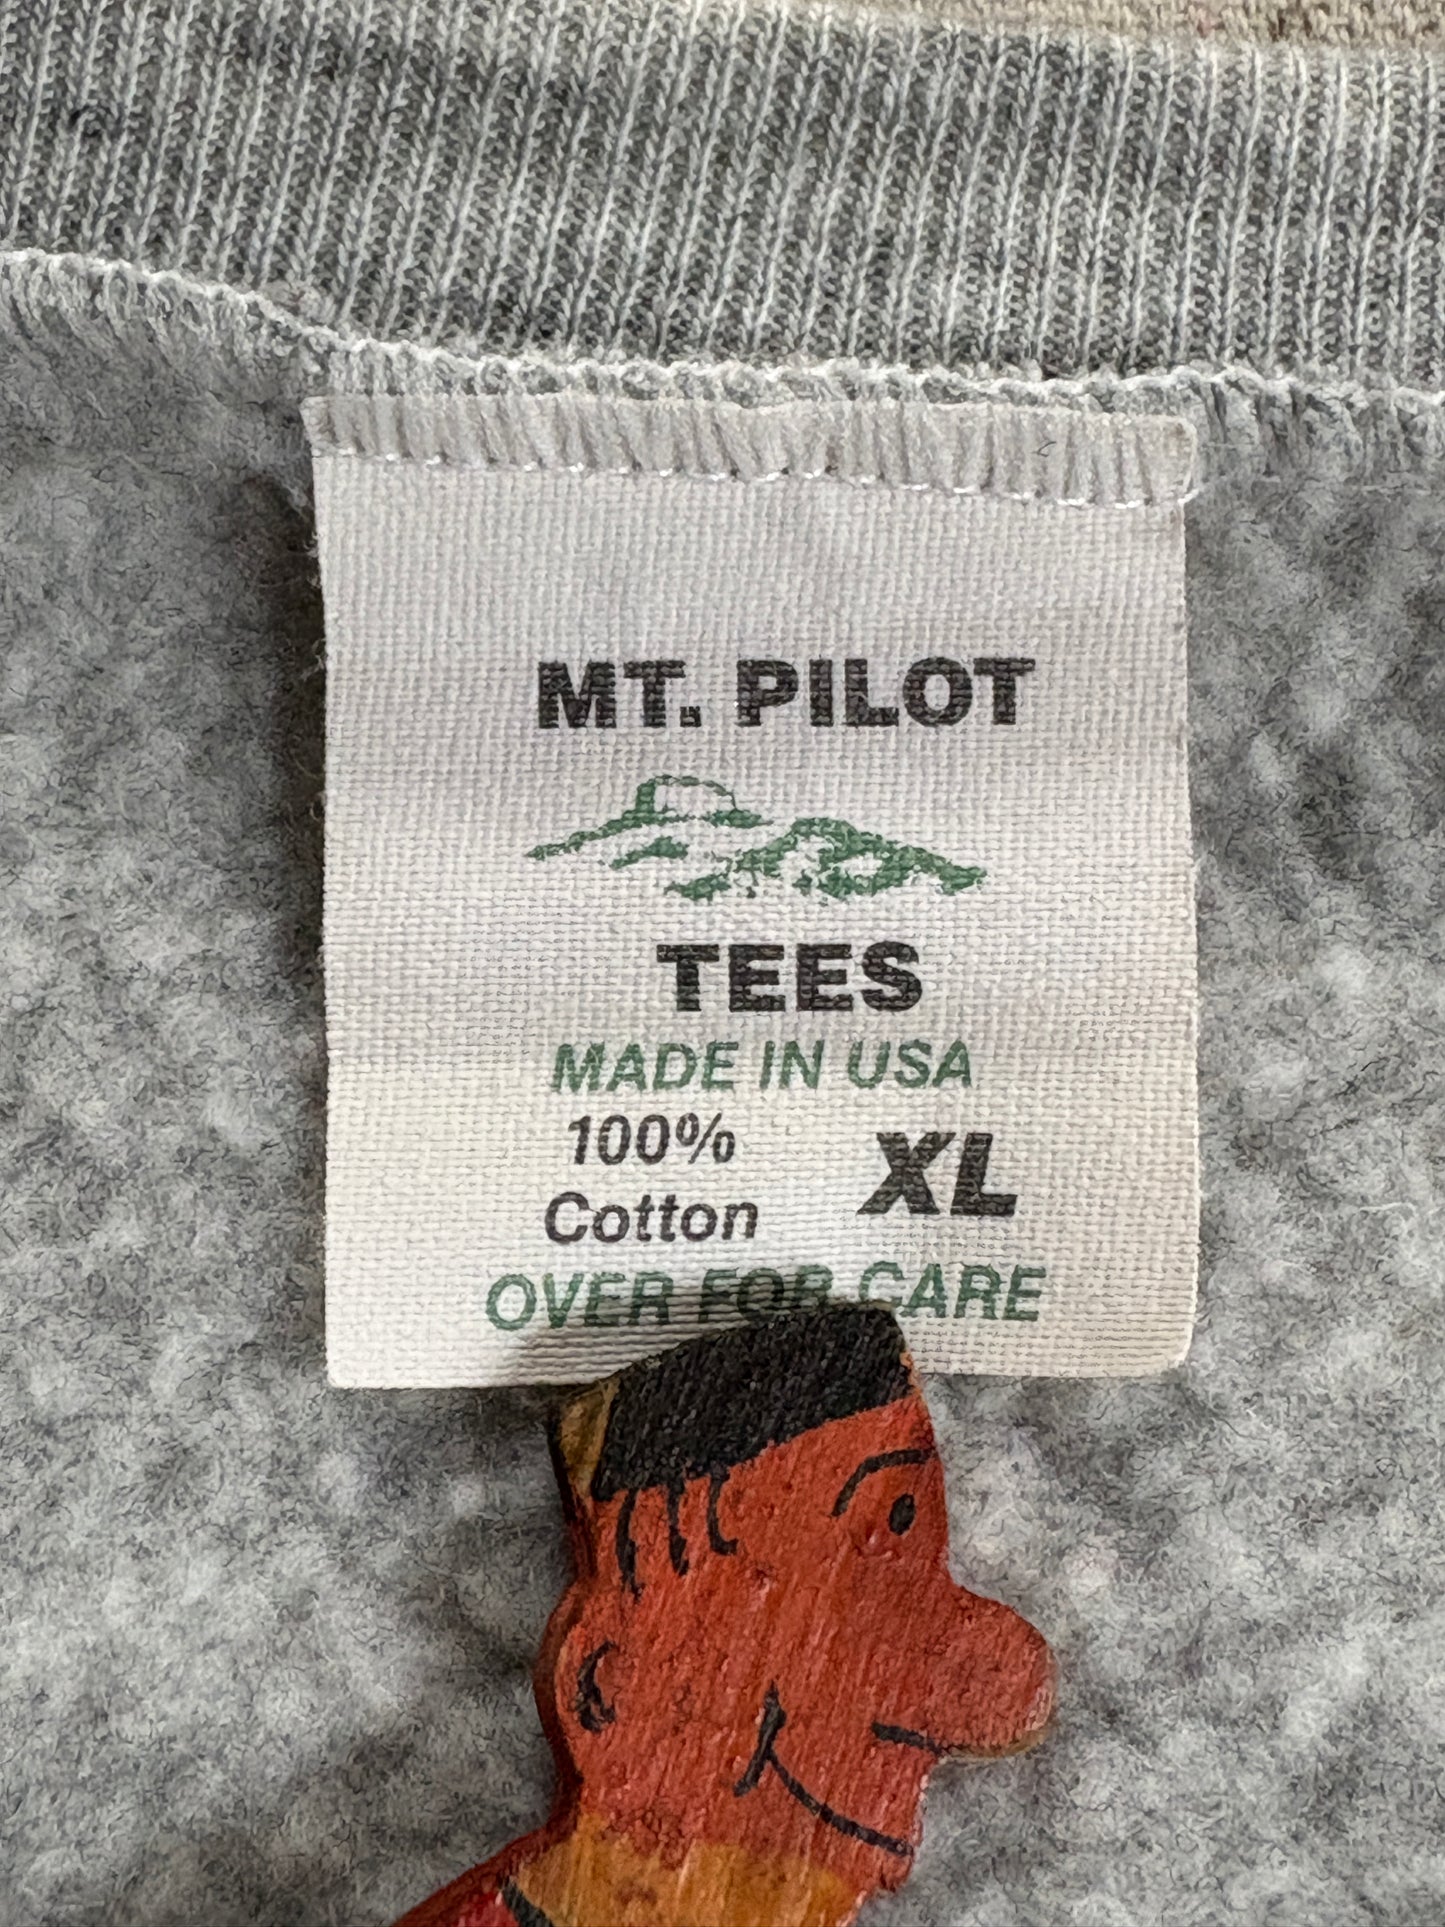 MT. PILOT
TEES
MADE IN USA
100%
Cotton
XL
OVER FOR CARE